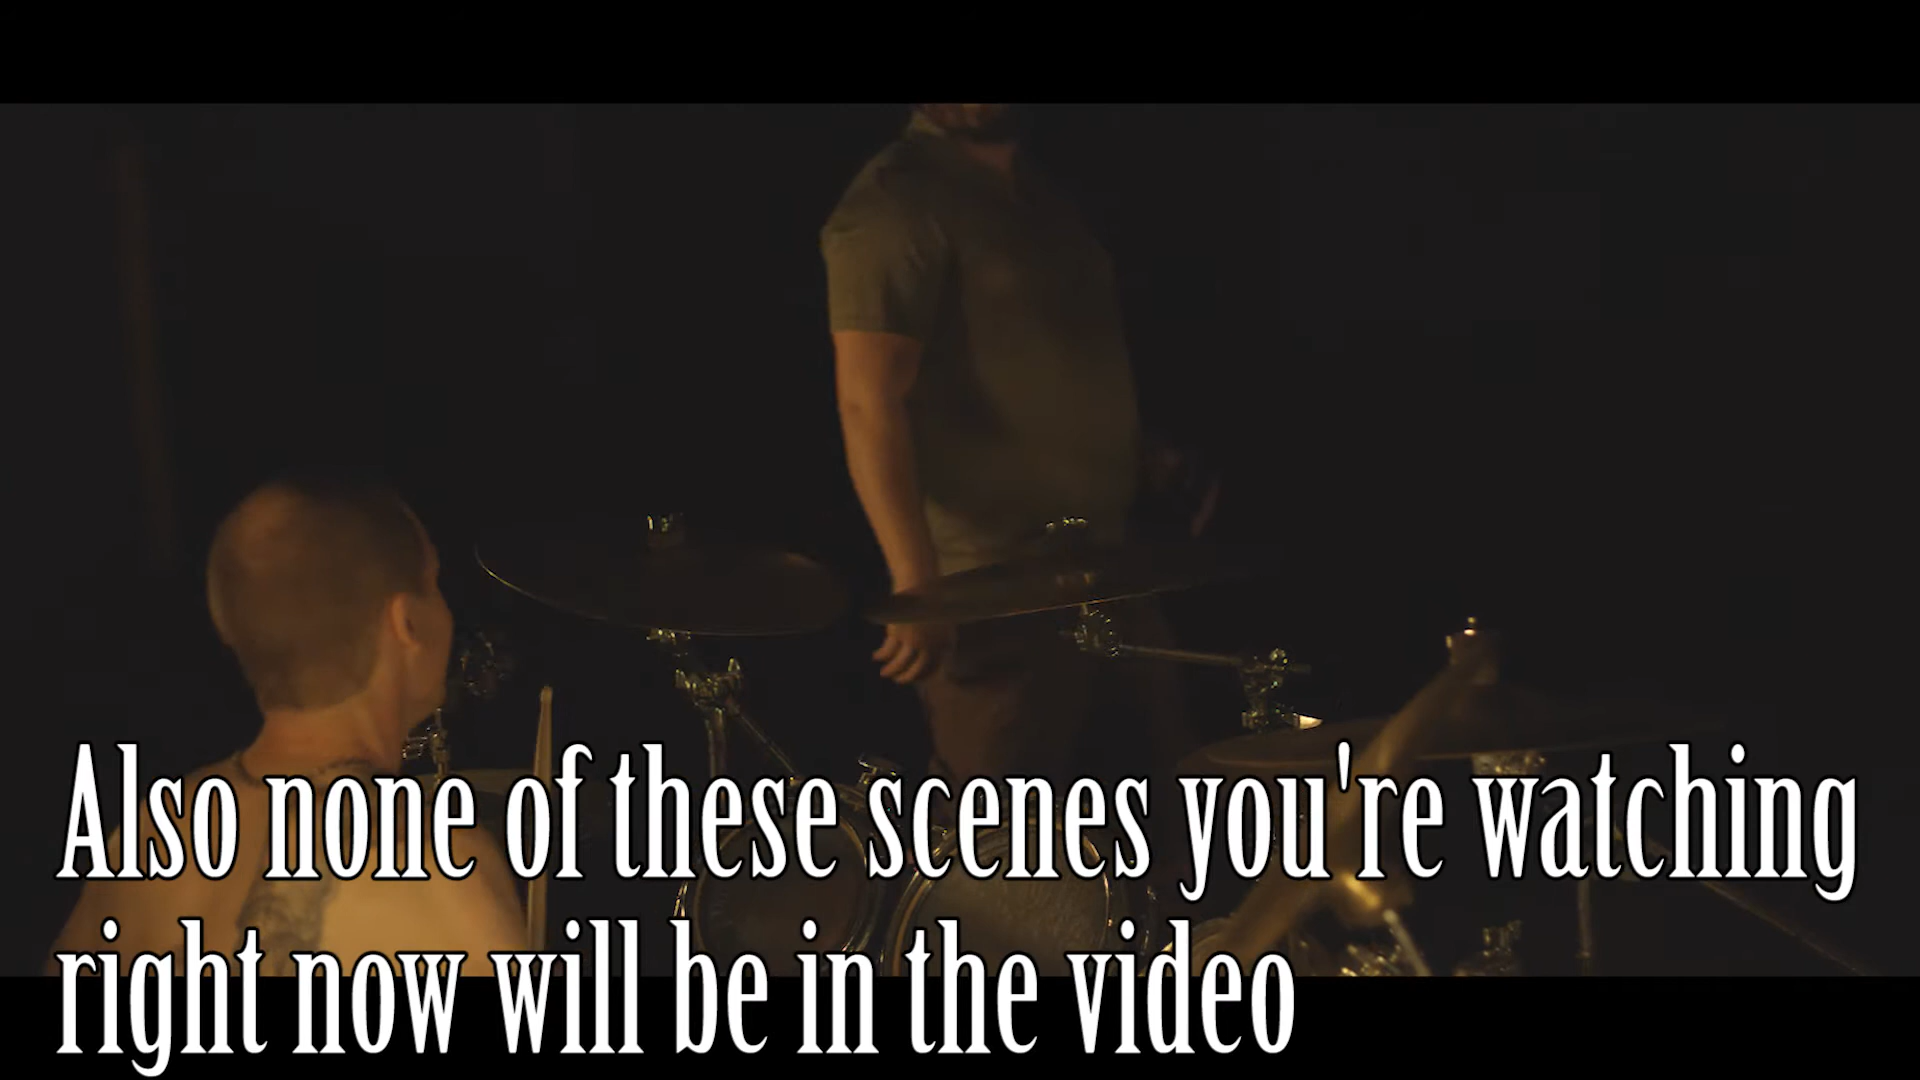 Also none of these scenes you're watching
right now will be in the video